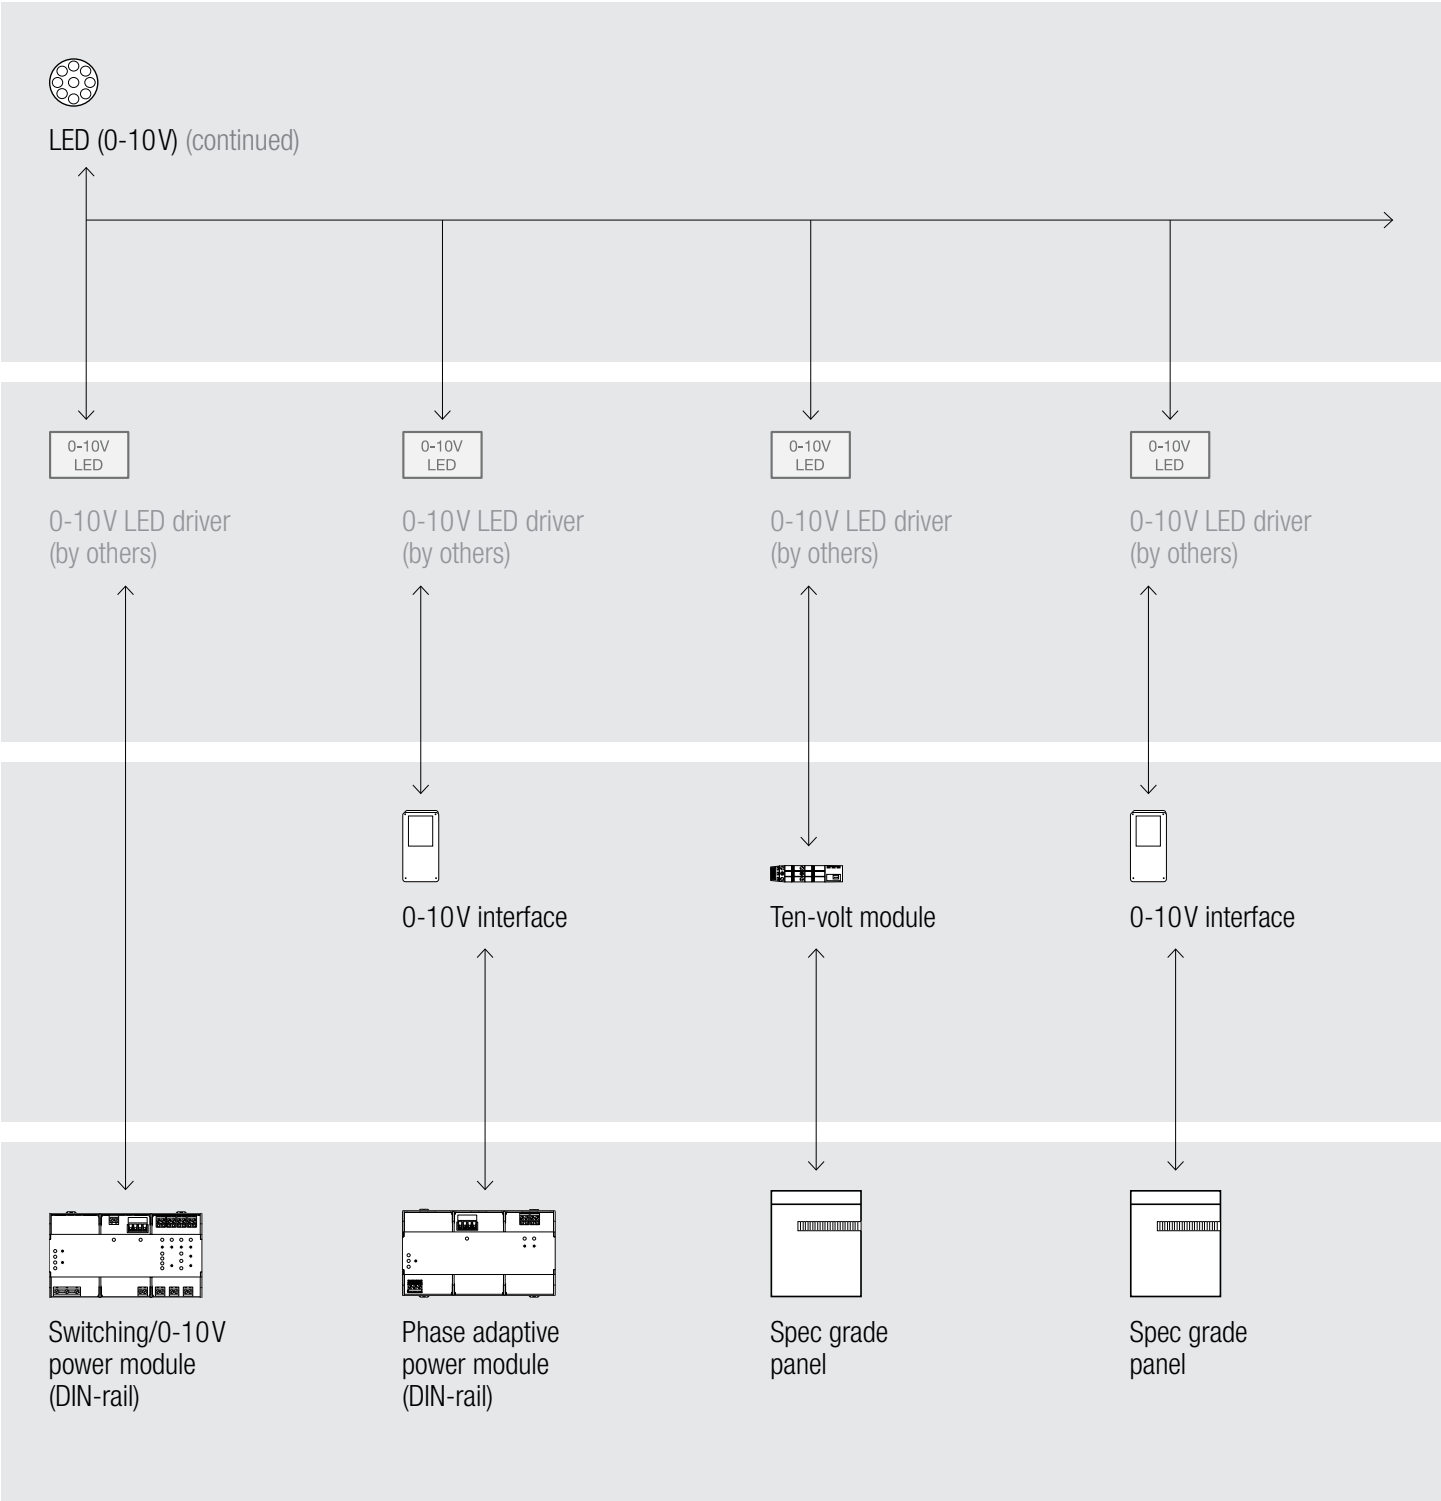 LED (0-10V) (continued)
0-10V
LED
0-10V
LED
0-10V
LED
0-10V
LED
0-10V LED driver
(by others)
0-10V LED driver
(by others)
0-10V LED driver
(by others)
0-10V LED driver
(by others)
0-10V interface
Ten-volt module
0-10V interface
Switching/0-10V
power module
(DIN-rail)
Phase adaptive
power module
(DIN-rail)
Spec grade
panel
Spec grade
panel